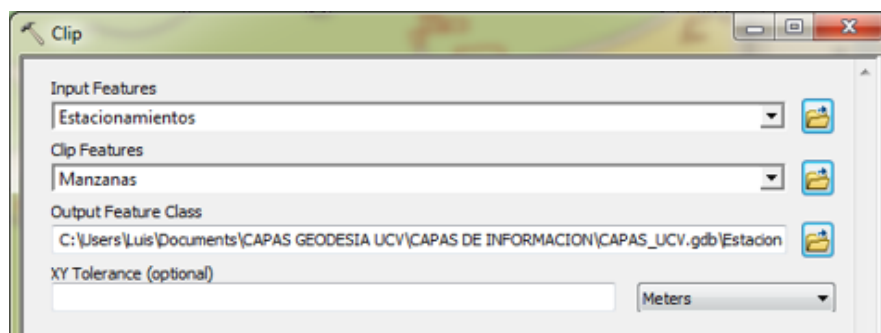 Clip
Input Features
Estacionamientos
Clip Features
Manzanas
Output Feature Class
C:\Users\Luis\Documents\CAPAS GEODESIA UCV\CAPAS DE INFORMACION\CAPAS_UCV.gdb\Estacion
XY Tolerance (optional)
Meters